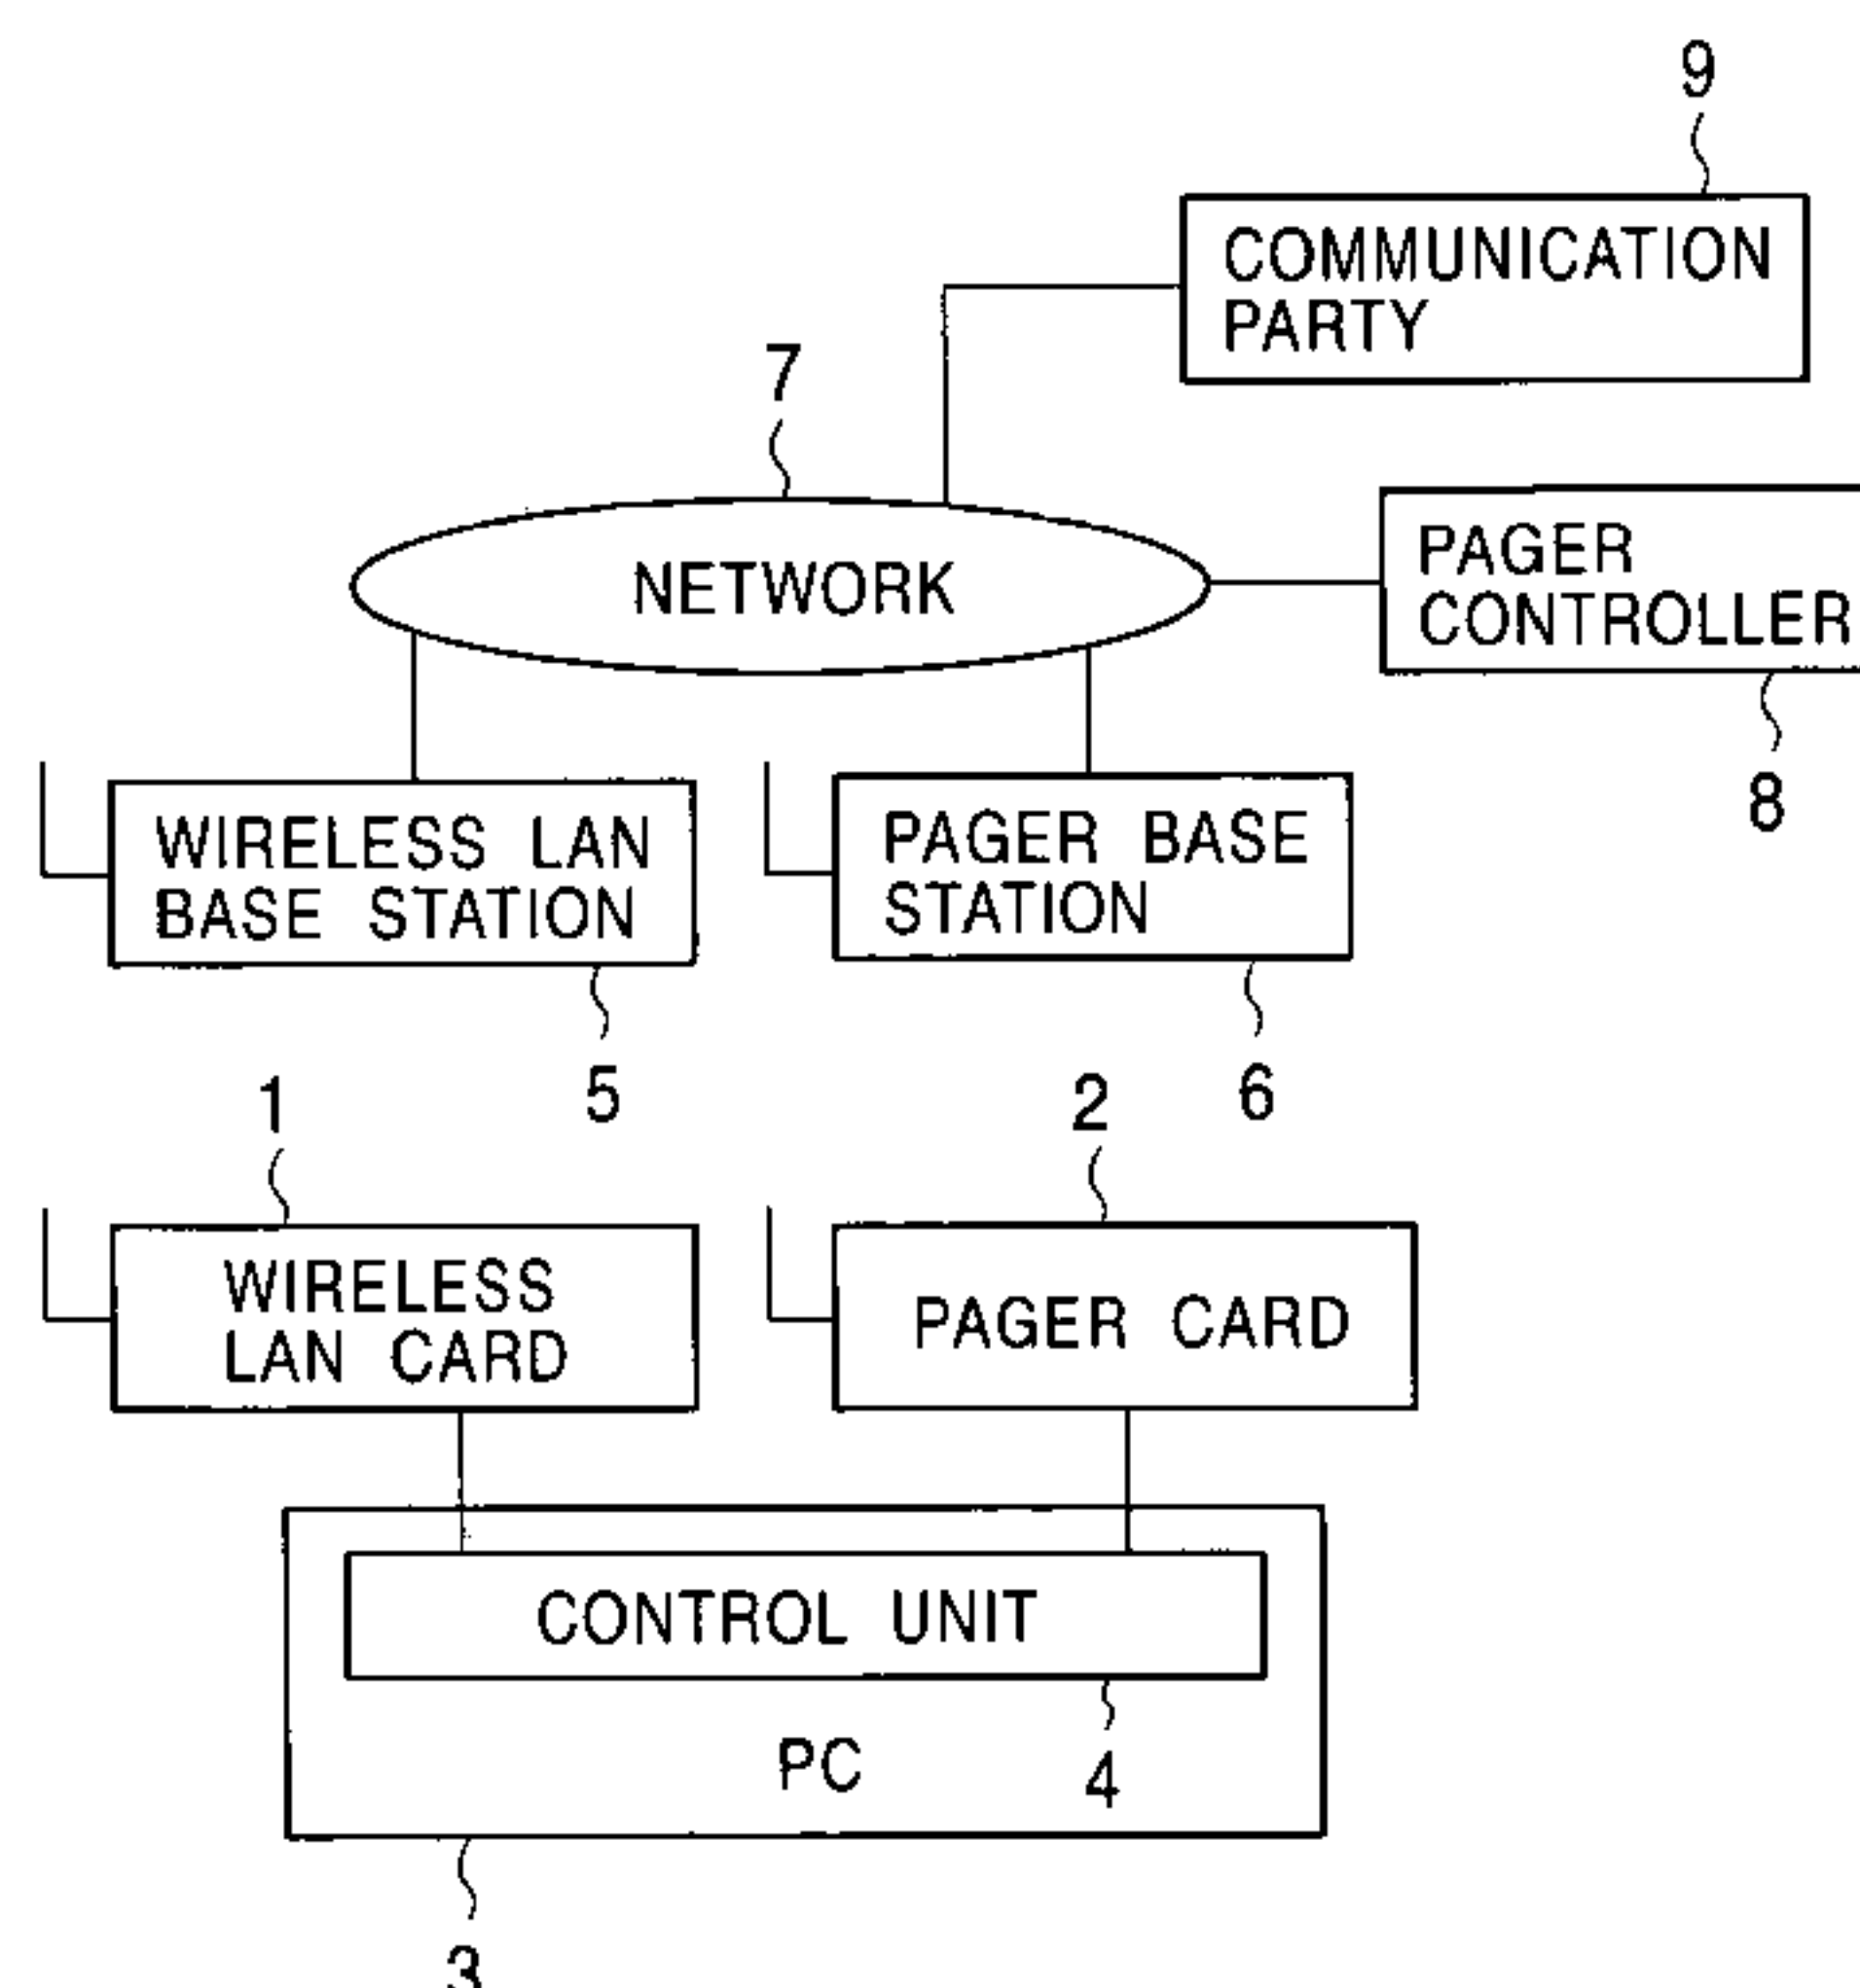 9
COMMUNICATION
PARTY
7
NETWORK
PAGER
CONTROLLER
8
WIRELESS LAN
BASE STATION
PAGER BASE
STATION
5
6
1
2
WIRELESS
LAN CARD
PAGER CARD
CONTROL UNIT
PC
4
3